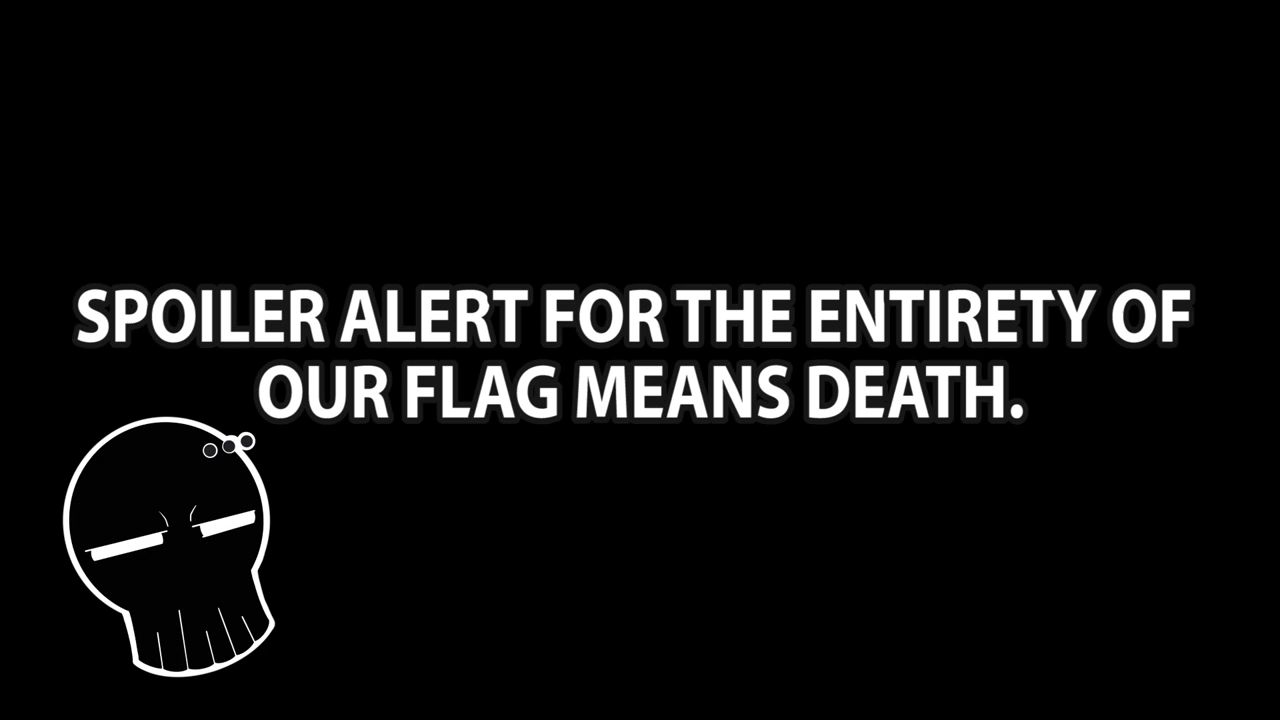 SPOILER ALERT FOR THE ENTIRETY OF
OUR FLAG MEANS DEATH.